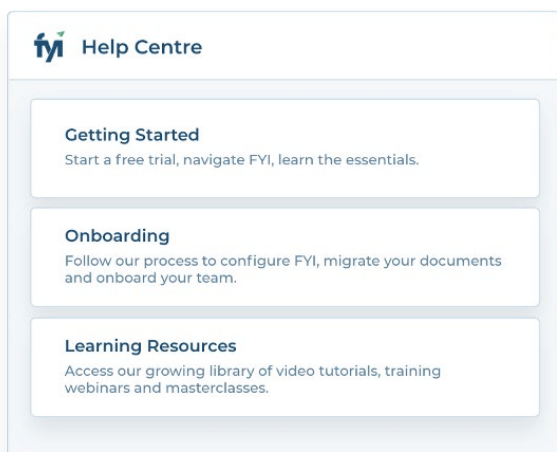 fyi Help Centre
Getting Started
Start a free trial, navigate FYI, learn the essentials.
Onboarding
Follow our process to configure FYI, migrate your documents
and onboard your team.
Learning Resources
Access our growing library of video tutorials, training
webinars and masterclasses.